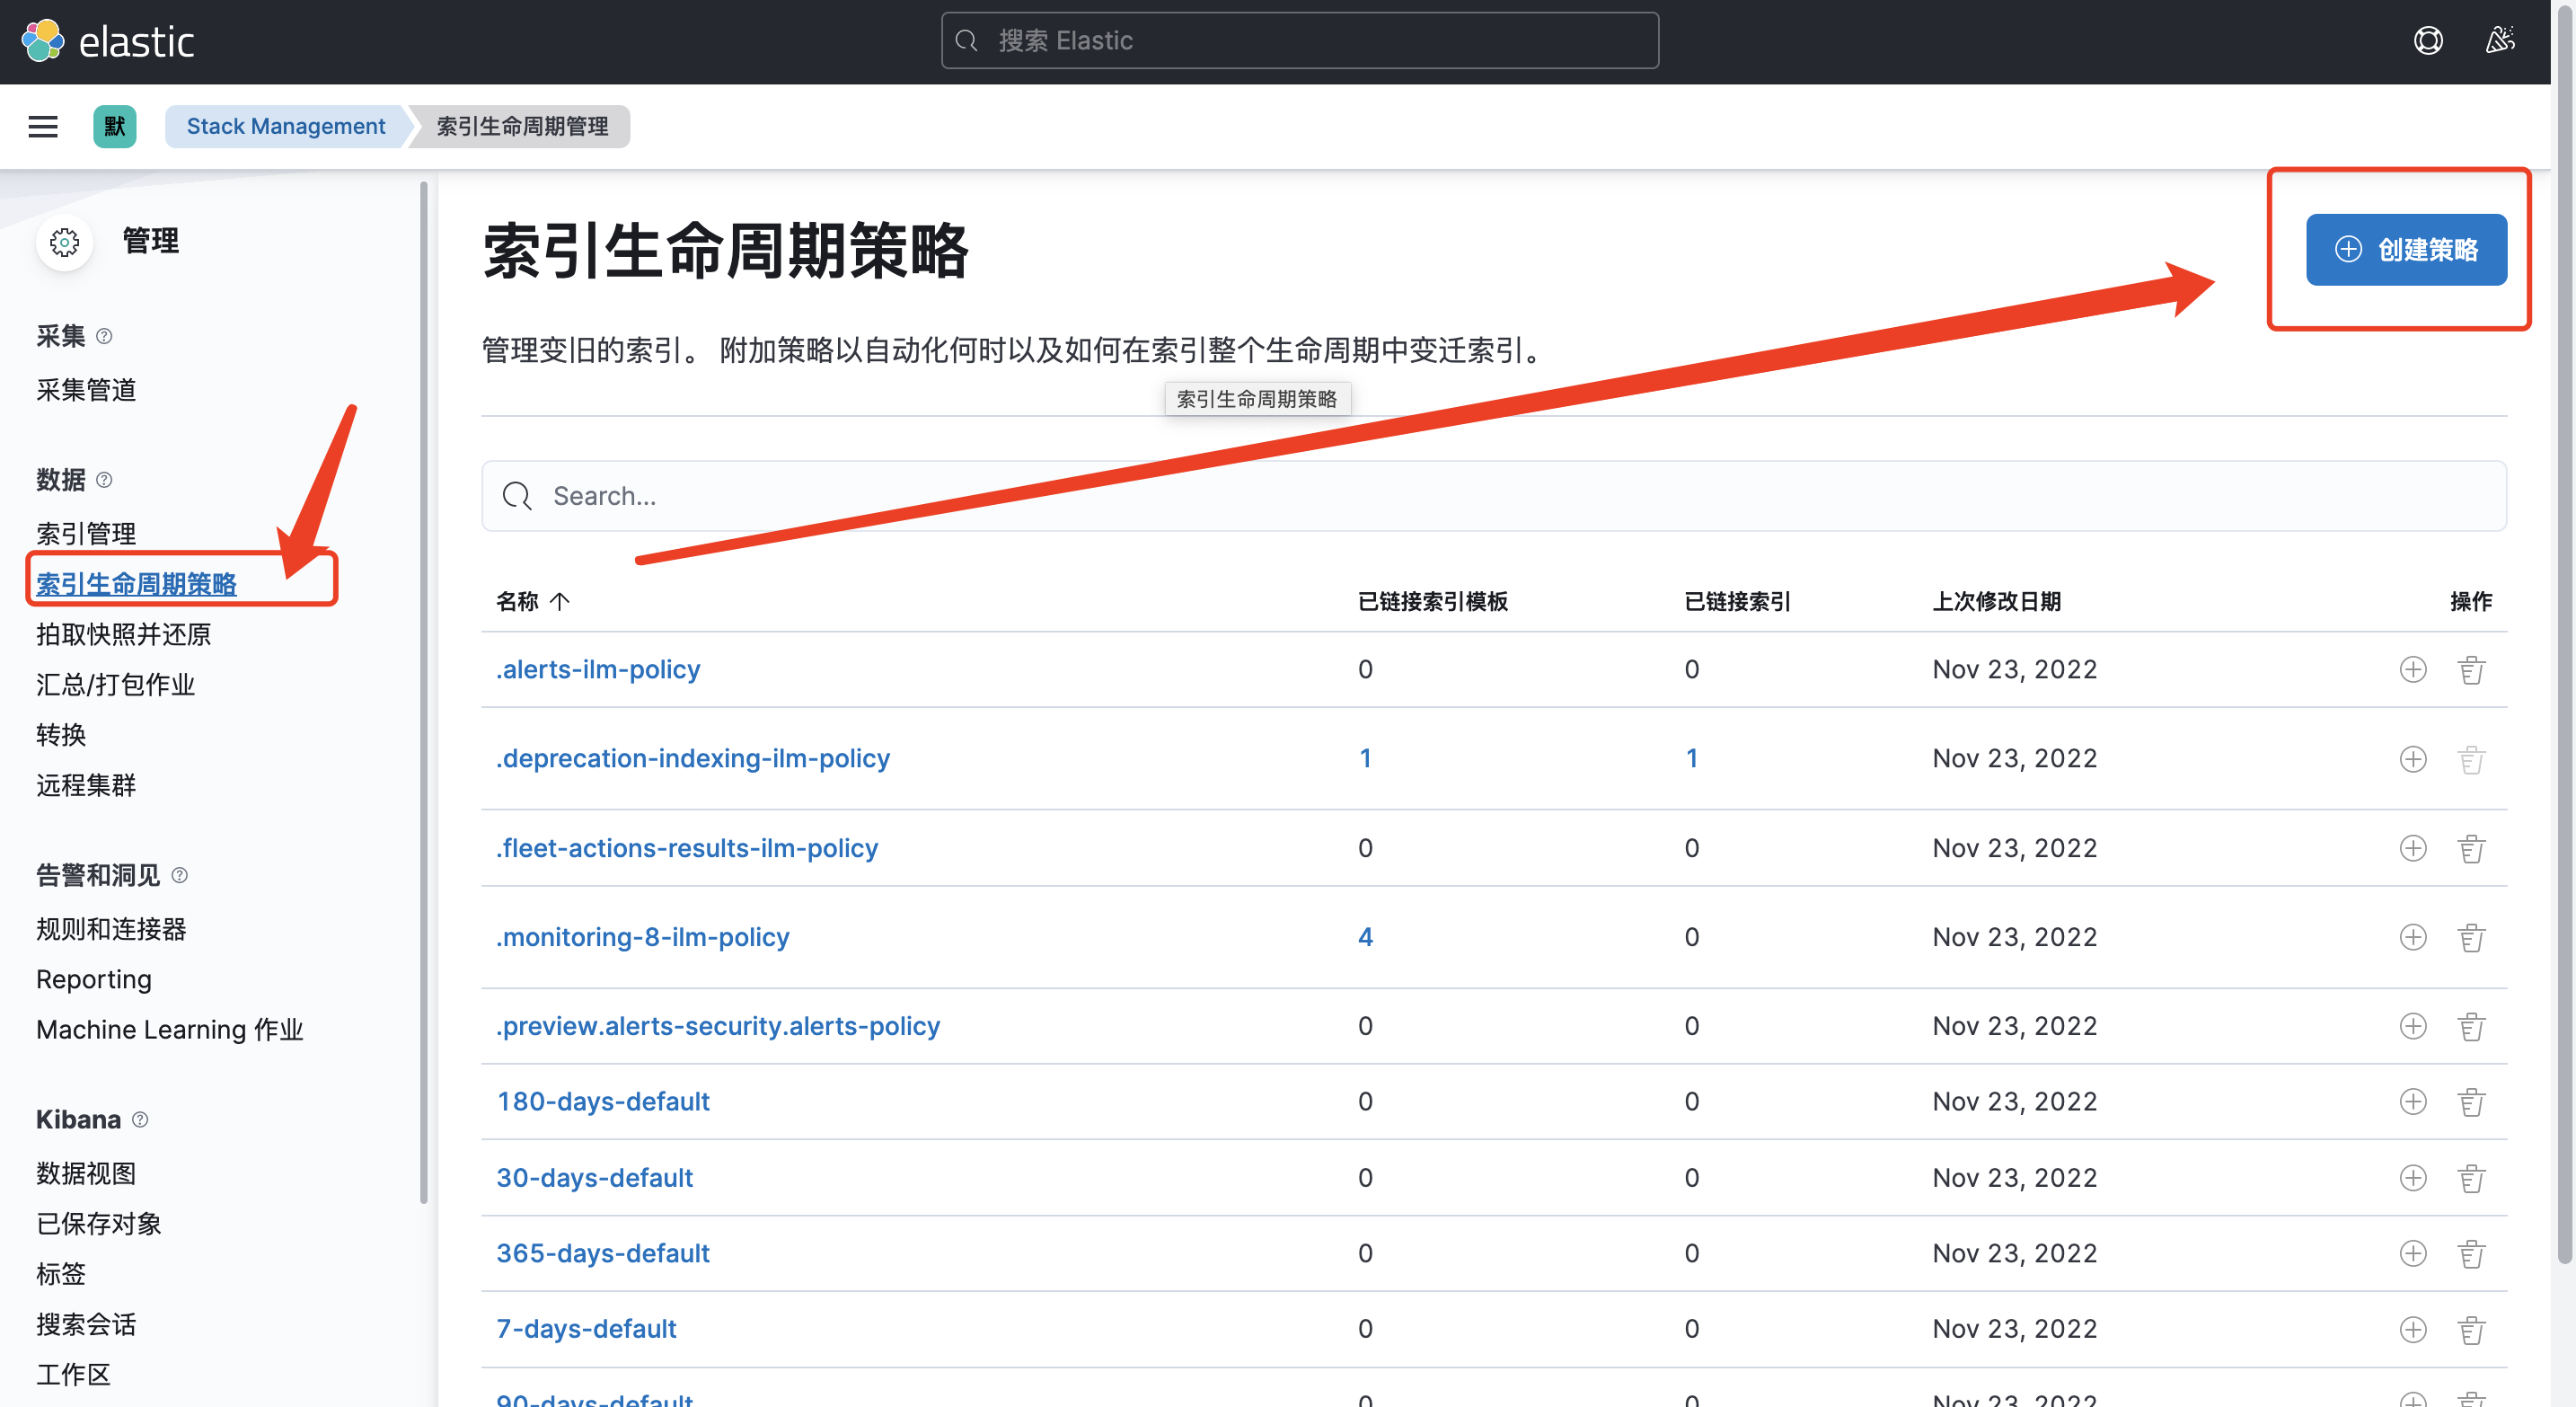 elastic
搜索 Elastic
默
Stack Management
索引生命周期管理
管理
采集
采集管道
数据
索引管理
索引生命周期策略
拍取快照并还原
汇总/打包作业
转换
远程集群
告警和洞见
规则和连接器
Reporting
Machine Learning 作业
Kibana
数据视图
已保存对象
标签
搜索会话
工作区
索引生命周期策略
创建策略
管理变旧的索引。 附加策略以自动化何时以及如何在索引整个生命周期中变迁索引。
索引生命周期策略
Search...
名称 已链接索引模板 已链接索引 上次修改日期 操作
.alerts-ilm-policy 0 0 Nov 23, 2022
.deprecation-indexing-ilm-policy 1 1 Nov 23, 2022
.fleet-actions-results-ilm-policy 0 0 Nov 23, 2022
.monitoring-8-ilm-policy 4 0 Nov 23, 2022
.preview.alerts-security.alerts-policy 0 0 Nov 23, 2022
180-days-default 0 0 Nov 23, 2022
30-days-default 0 0 Nov 23, 2022
365-days-default 0 0 Nov 23, 2022
7-days-default 0 0 Nov 23, 2022
90-days-default 0 0 Nov 23, 2022